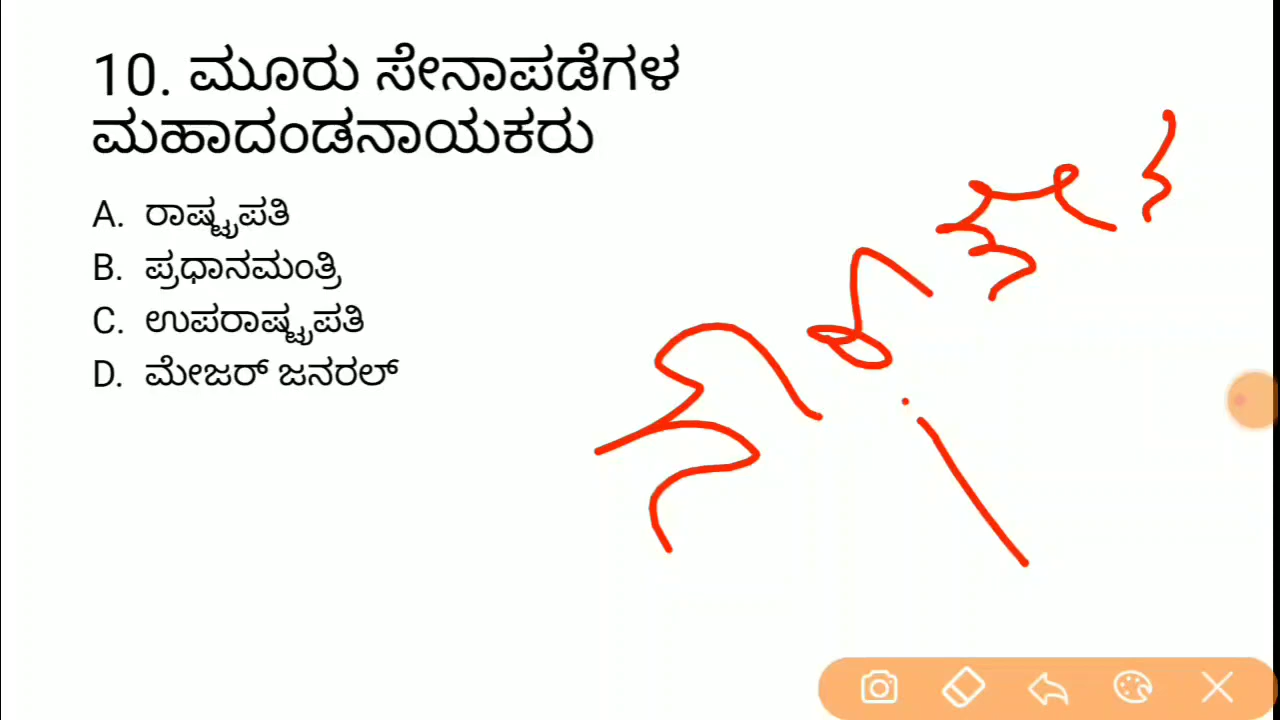 10. ಮೂರು ಸೇನಾಪಡೆಗಳ
ಮಹಾದಂಡನಾಯಕರು
A. ರಾಷ್ಟ್ರಪತಿ
B. ಪ್ರಧಾನಮಂತ್ರಿ
C. ಉಪರಾಷ್ಟ್ರಪತಿ
D. ಮೇಜರ್ ಜನರಲ್